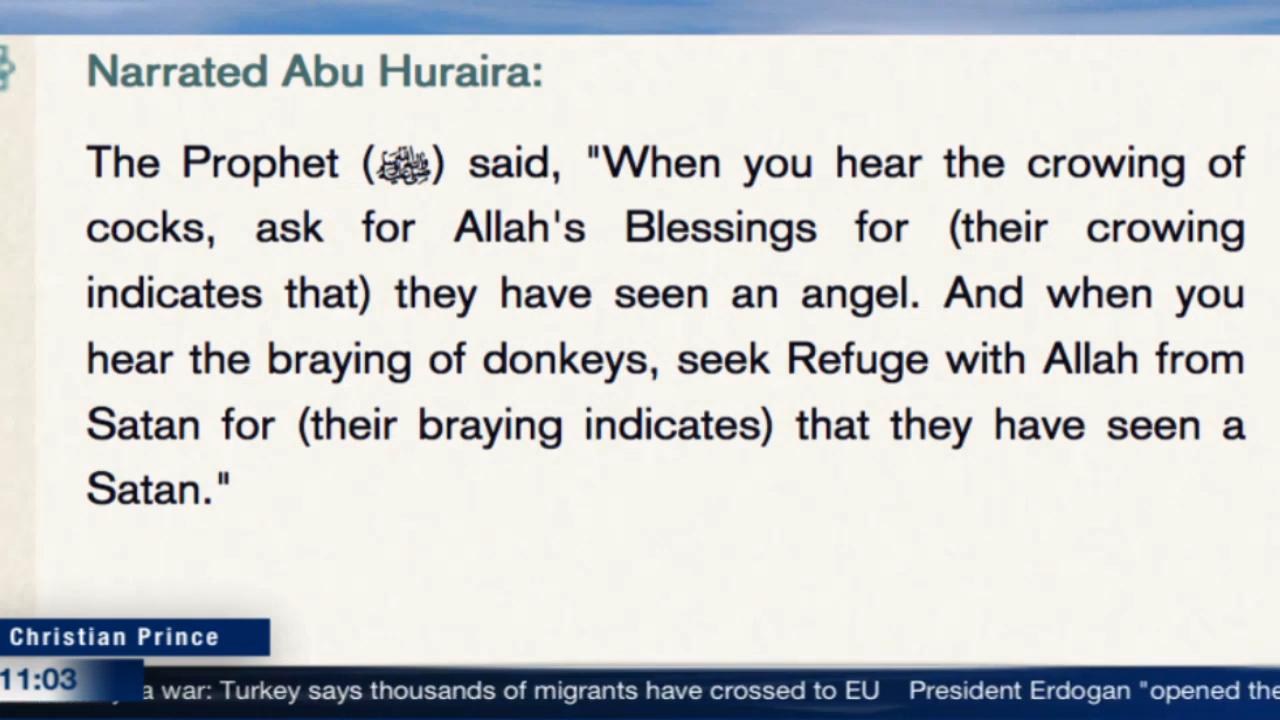 Narrated Abu Huraira:
The Prophet (ﷺ) said, "When you hear the crowing of
cocks, ask for Allah's Blessings for (their crowing
indicates that) they have seen an angel. And when you
hear the braying of donkeys, seek Refuge with Allah from
Satan for (their braying indicates) that they have seen a
Satan."
Christian Prince
11:03
a war: Turkey says thousands of migrants have crossed to EU President Erdogan "opened the